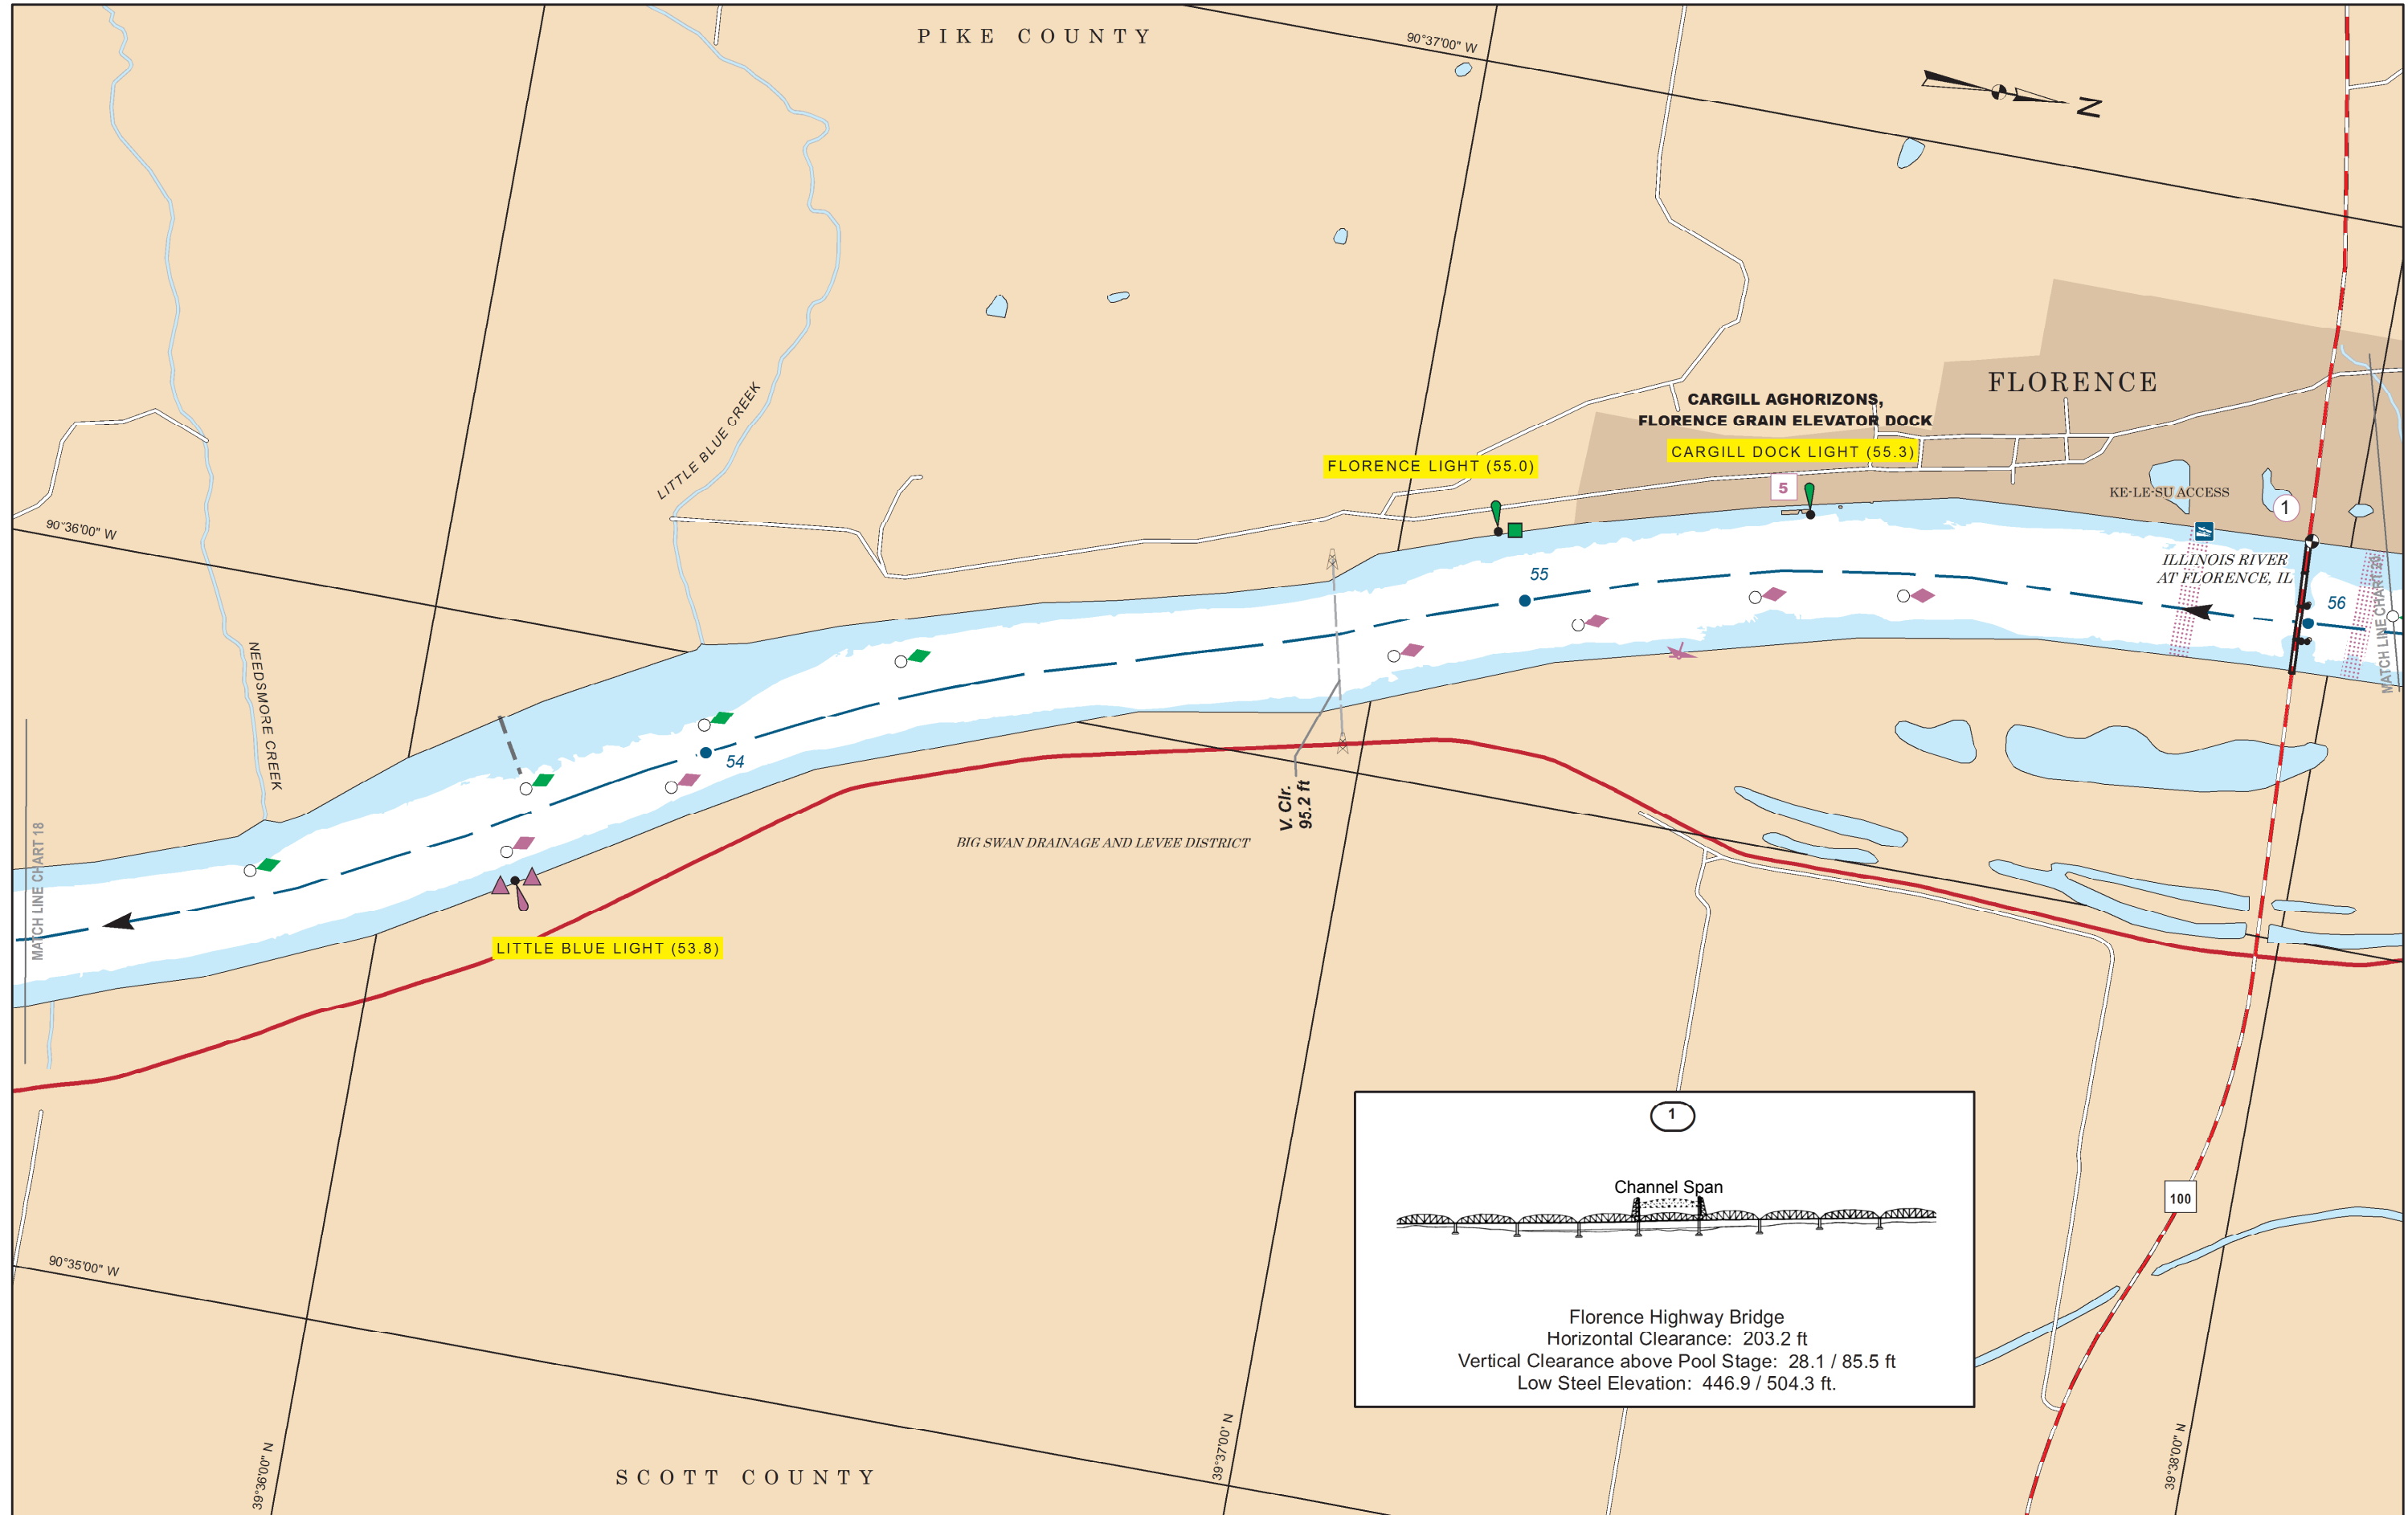 PIKE COUNTY
90°37'00" W
N
LITTLE BLUE CREEK
FLORENCE
CARGILL AGHORIZONS,
FLORENCE GRAIN ELEVATOR DOCK
CARGILL DOCK LIGHT (55.3)
FLORENCE LIGHT (55.0)
5
KE-LE-SU ACCESS
1
90°36'00" W
ILLINOIS RIVER
AT FLORENCE, IL
55
56
MATCH LINE CHART 20
NEEDSMORE CREEK
54
V. Clr.
95.2 ft
BIG SWAN DRAINAGE AND LEVEE DISTRICT
MATCH LINE CHART 18
LITTLE BLUE LIGHT (53.8)
1
Channel Span
Florence Highway Bridge
Horizontal Clearance: 203.2 ft
Vertical Clearance above Pool Stage: 28.1 / 85.5 ft
Low Steel Elevation: 446.9 / 504.3 ft.
100
90°35'00" W
39°36'00" N
SCOTT COUNTY
39°37'00" N
39°38'00" N